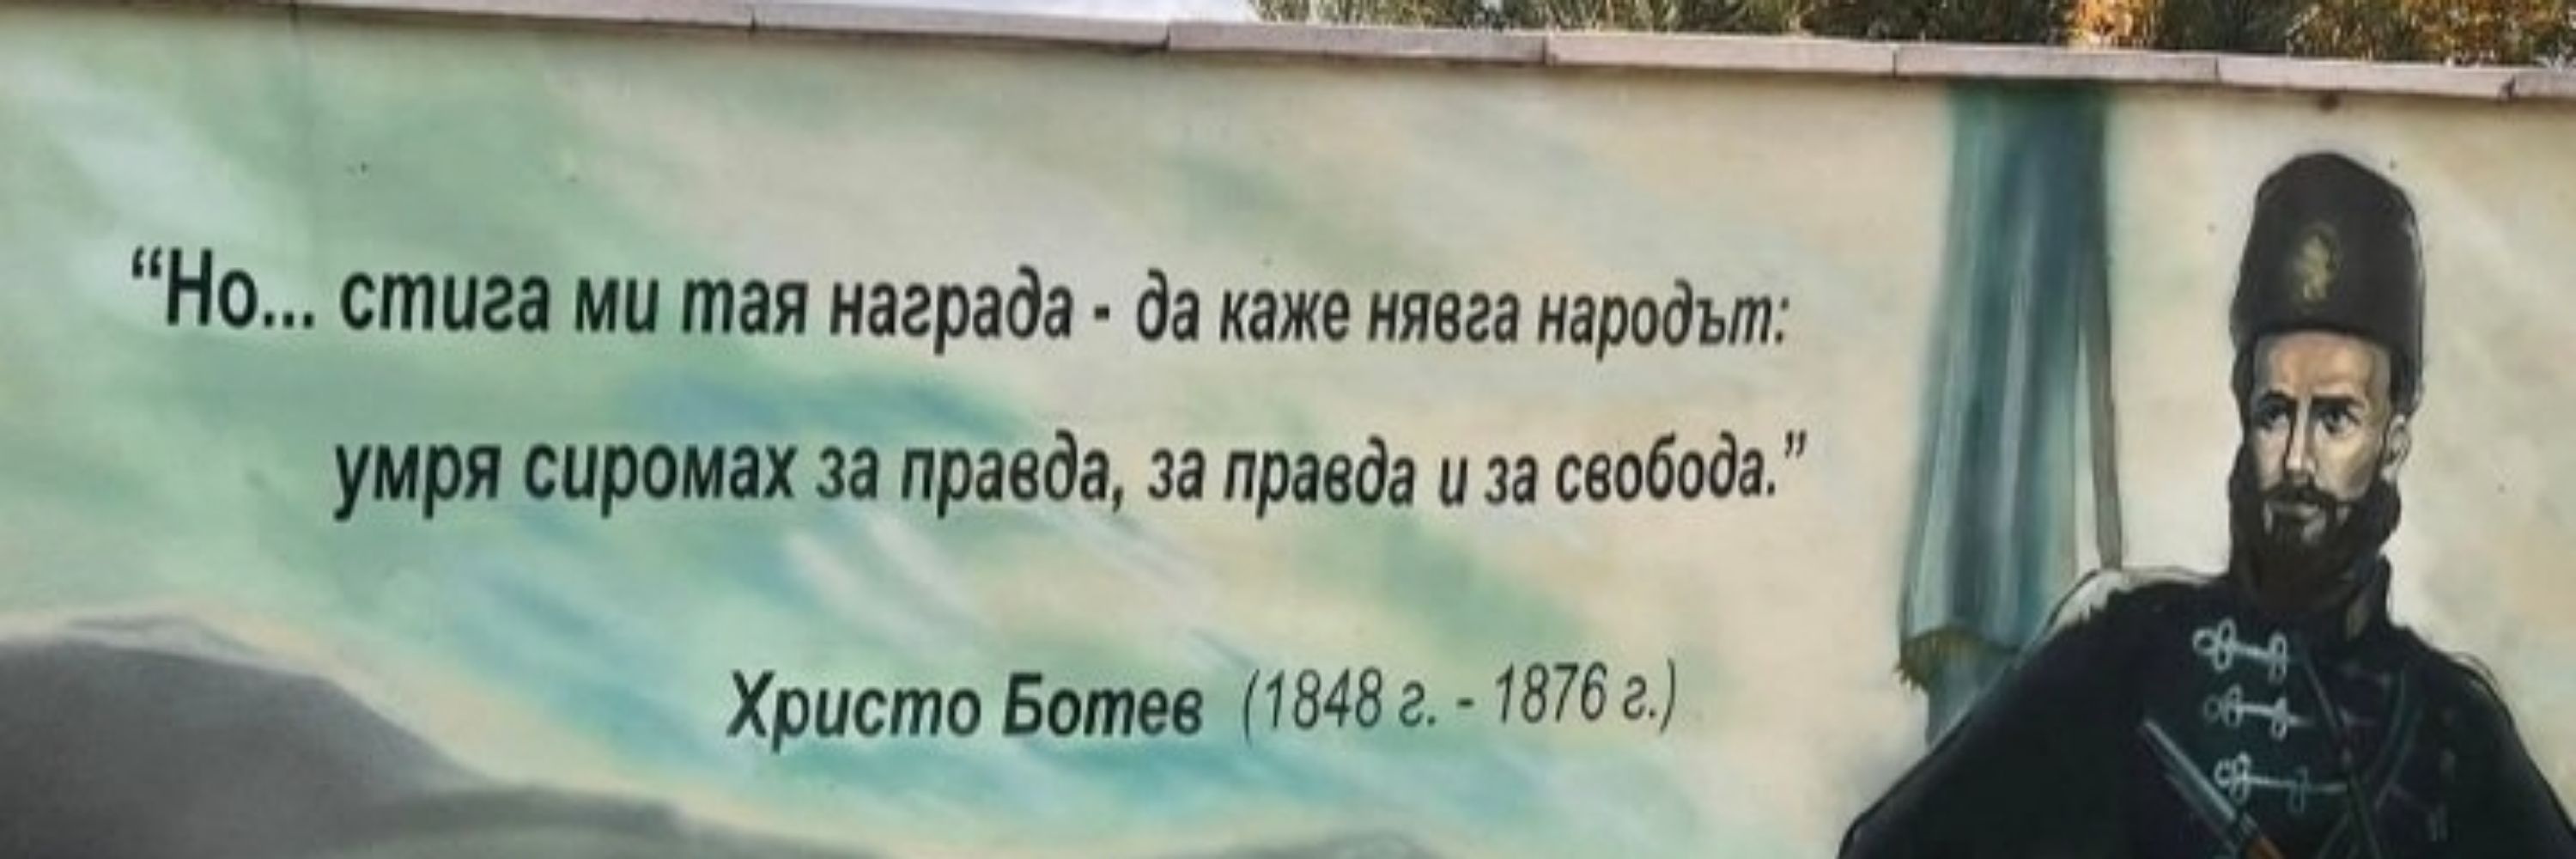 “Но... стига ми тая награда - да каже нявга народът:
умря сиромах за правда, за правда и за свобода.”
Христо Ботев (1848 г. - 1876 г.)